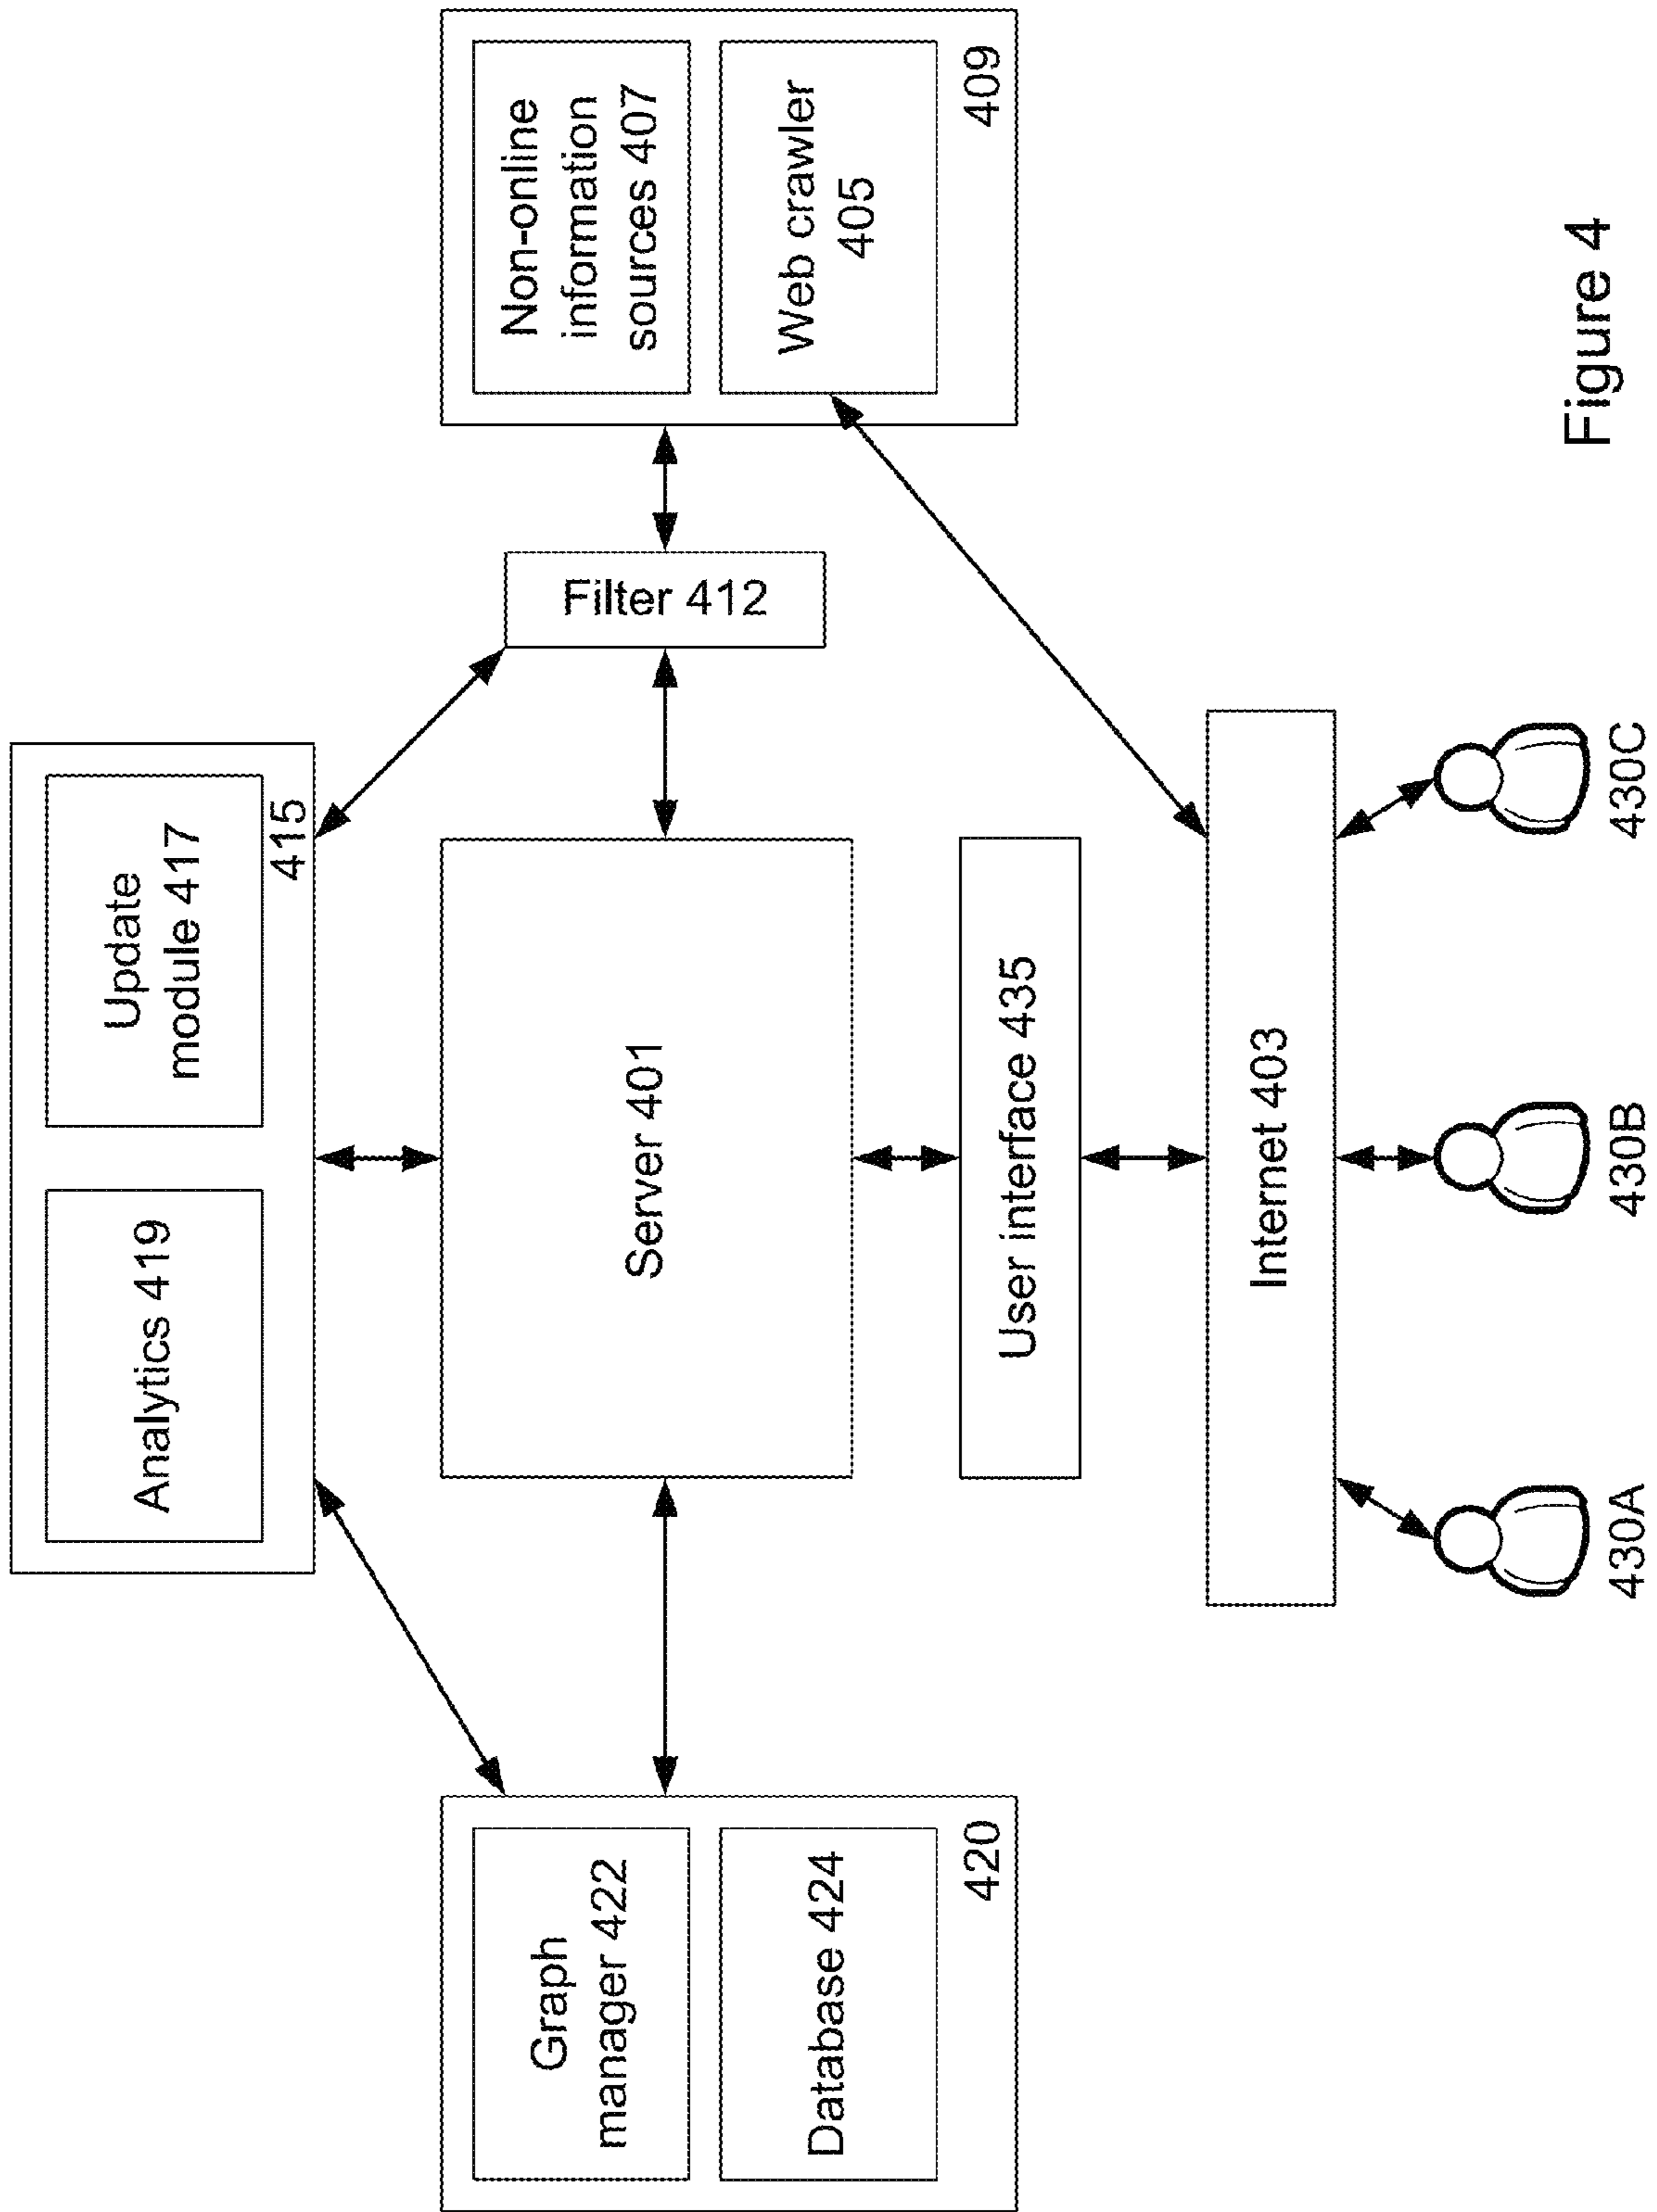 Analytics 419
Update
module 417
415
Graph
manager 422
Database 424
420
Server 401
Filter 412
Non-online
information
sources 407
Web crawler
405
409
User interface 435
Internet 403
430A
430B
430C
Figure 4